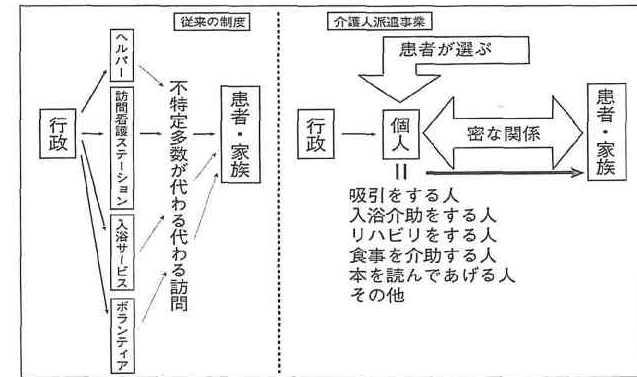 従来の制度
行政
ヘルパー
訪問看護ステーション
入浴サービス
ボランティア
不特定多数が代わる代わる訪問
患者・家族
介護人派遣事業
患者が選ぶ
行政
個人
密な関係
患者・家族
=
吸引をする人
入浴介助をする人
リハビリをする人
食事を介助する人
本を読んであげる人
その他